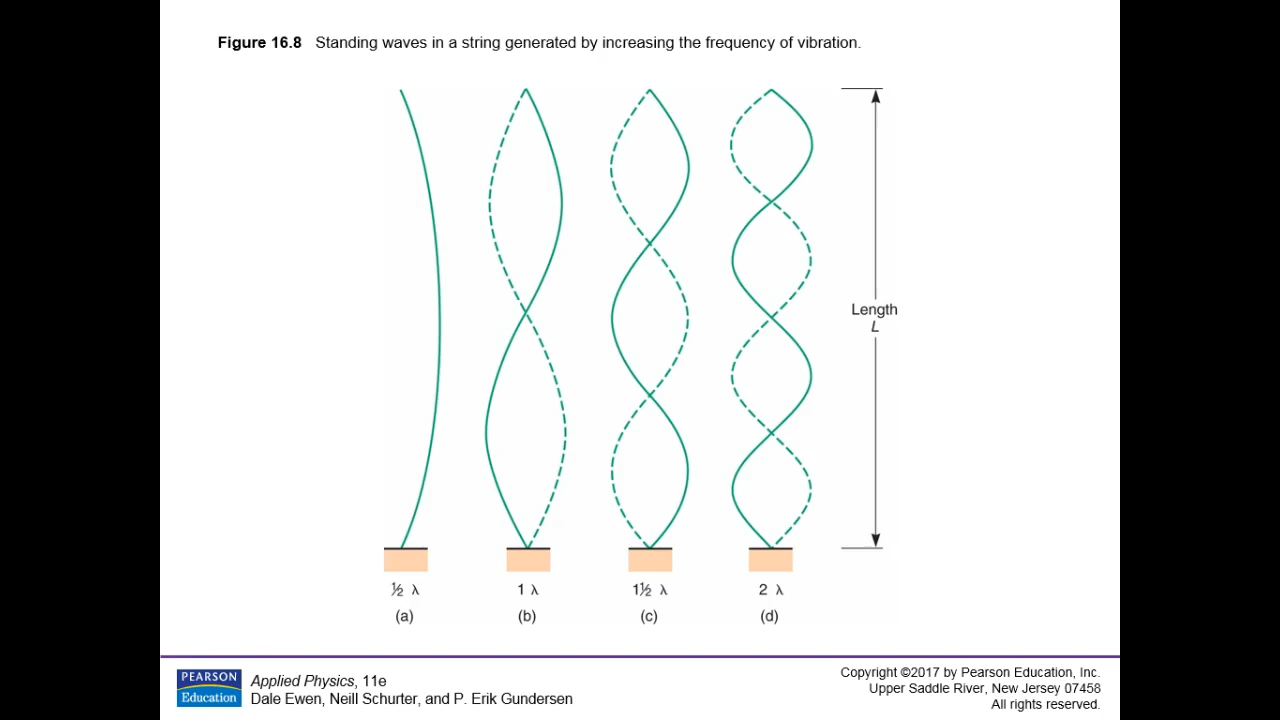 Figure 16.8 Standing waves in a string generated by increasing the frequency of vibration.
Length
L
½ λ
1 λ
1½ λ
2 λ
(a)
(b)
(c)
(d)
PEARSON
Education
Applied Physics, 11e
Dale Ewen, Neill Schurter, and P. Erik Gundersen
Copyright ©2017 by Pearson Education, Inc.
Upper Saddle River, New Jersey 07458
All rights reserved.